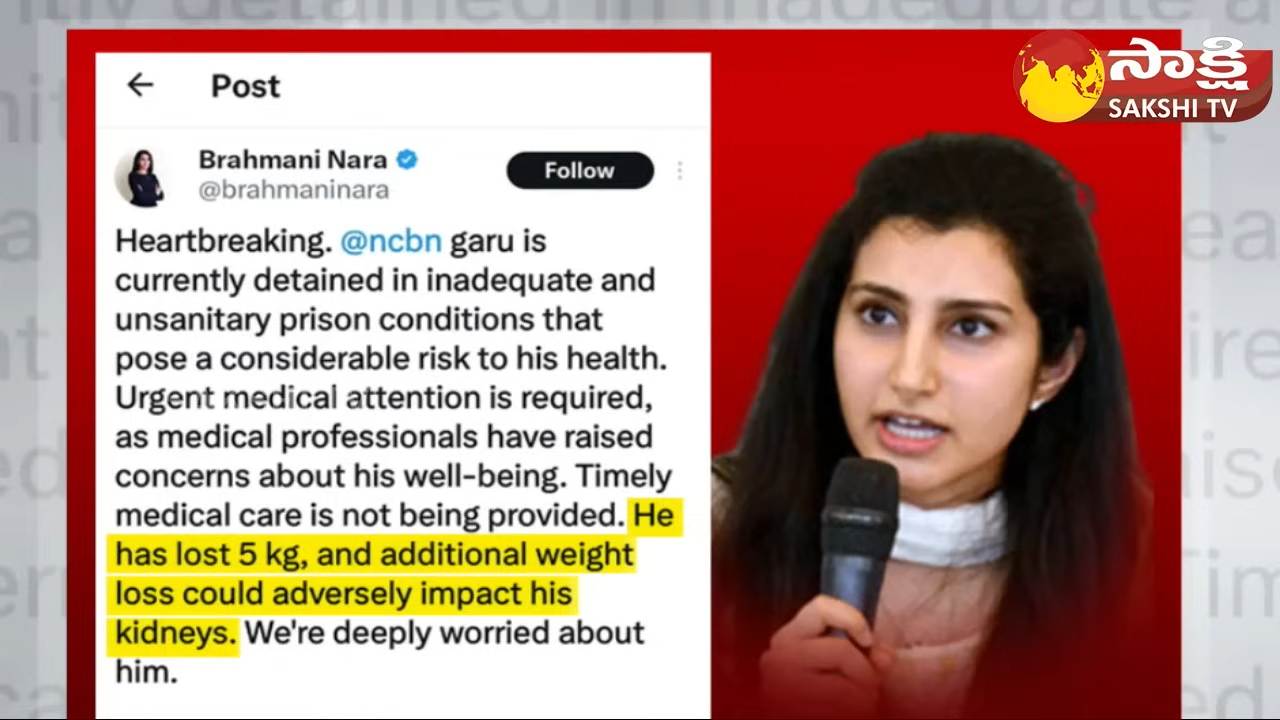 సాక్షి
SAKSHI TV
Post
Brahmani Nara
Follow
@brahmaninara
Heartbreaking. @ncbn garu is
currently detained in inadequate and
unsanitary prison conditions that
pose a considerable risk to his health.
Urgent medical attention is required,
as medical professionals have raised
concerns about his well-being. Timely
medical care is not being provided. He
has lost 5 kg, and additional weight
loss could adversely impact his
kidneys. We're deeply worried about
him.